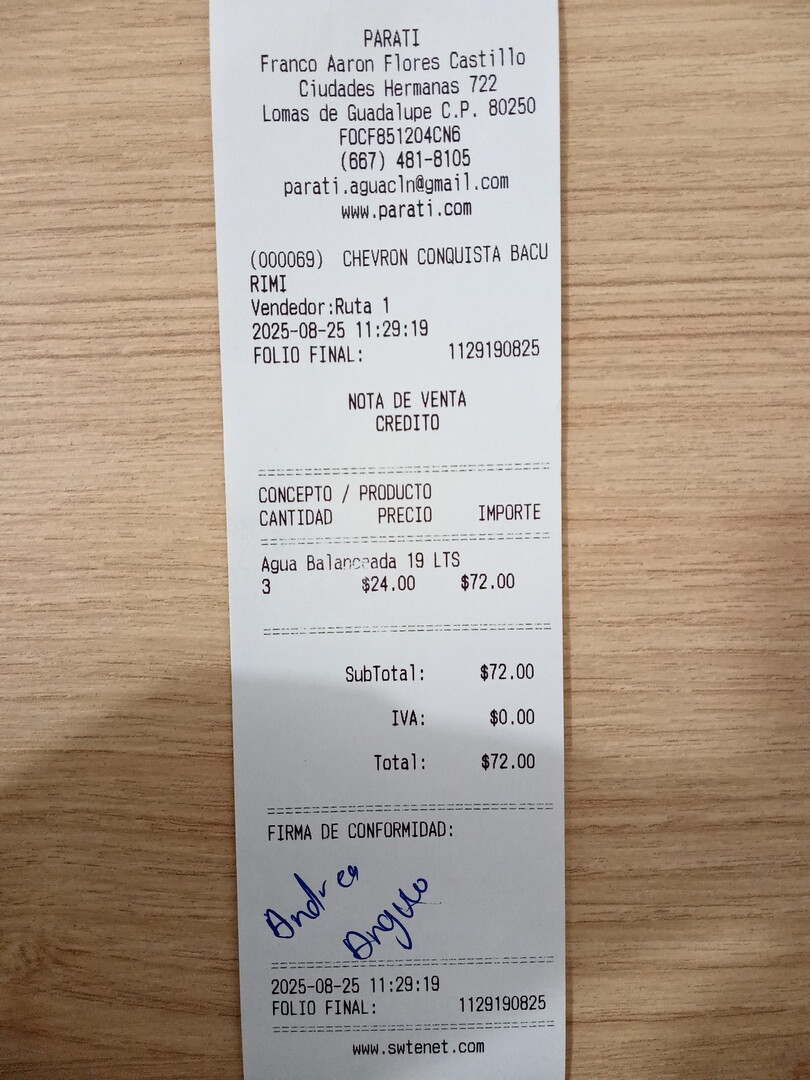 PARATI
Franco Aaron Flores Castillo
Ciudades Hermanas 722
Lomas de Guadalupe C.P. 80250
FOCF851204CN6
(667) 481-8105
parati.aguacln@gmail.com
www.parati.com
(000069) CHEVRON CONQUISTA BACU
RIMI
Vendedor:Ruta 1
2025-08-25 11:29:19
FOLIO FINAL: 1129190825
NOTA DE VENTA
CREDITO
CONCEPTO / PRODUCTO
CANTIDAD PRECIO IMPORTE
Agua Balanceada 19 LTS
3 $24.00 $72.00
SubTotal: $72.00
IVA: $0.00
Total: $72.00
FIRMA DE CONFORMIDAD:
Andrea
2025-08-25 11:29:19
FOLIO FINAL: 1129190825
www.swtenet.com